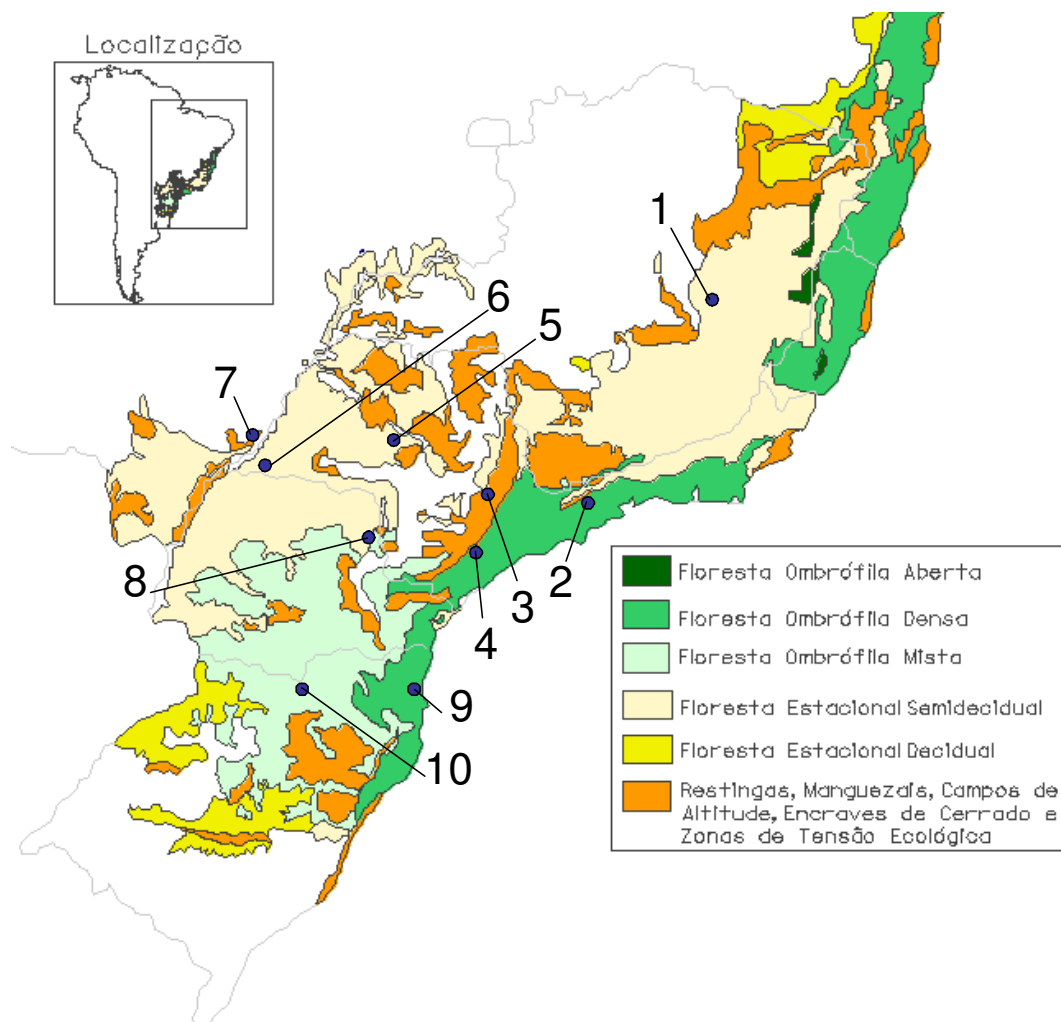 Localização
1
6
5
7
8
2
3
4
9
10
Floresta Ombrófila Aberta
Floresta Ombrófila Densa
Floresta Ombrófila Mista
Floresta Estacional Semidecidual
Floresta Estacional Decidual
Restingas, Manguezais, Campos de
Altitude, Encraves de Cerrado e
Zonas de Tensão Ecológica